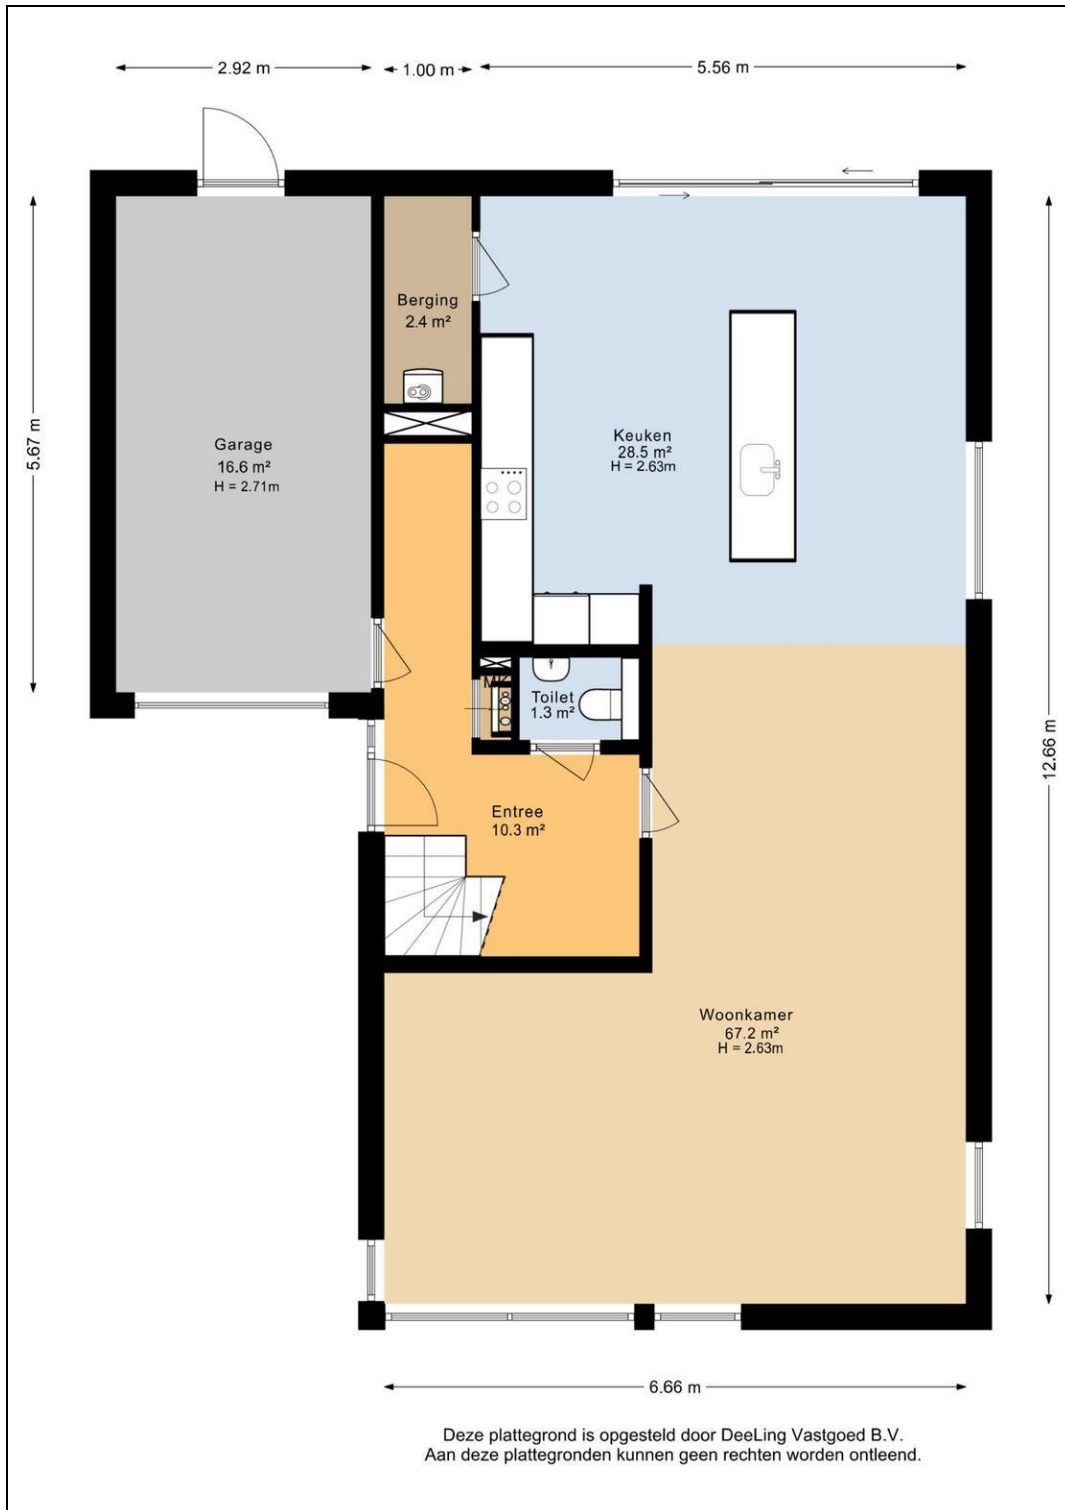 2.92 m
1.00 m
5.56 m
5.67 m
12.66 m
Berging
2.4 m²
Garage
16.6 m²
H = 2.71m
Keuken
28.5 m²
H = 2.63m
MK
Toilet
1.3 m²
Entree
10.3 m²
Woonkamer
67.2 m²
H = 2.63m
6.66 m
Deze plattegrond is opgesteld door DeeLing Vastgoed B.V.
Aan deze plattegronden kunnen geen rechten worden ontleend.